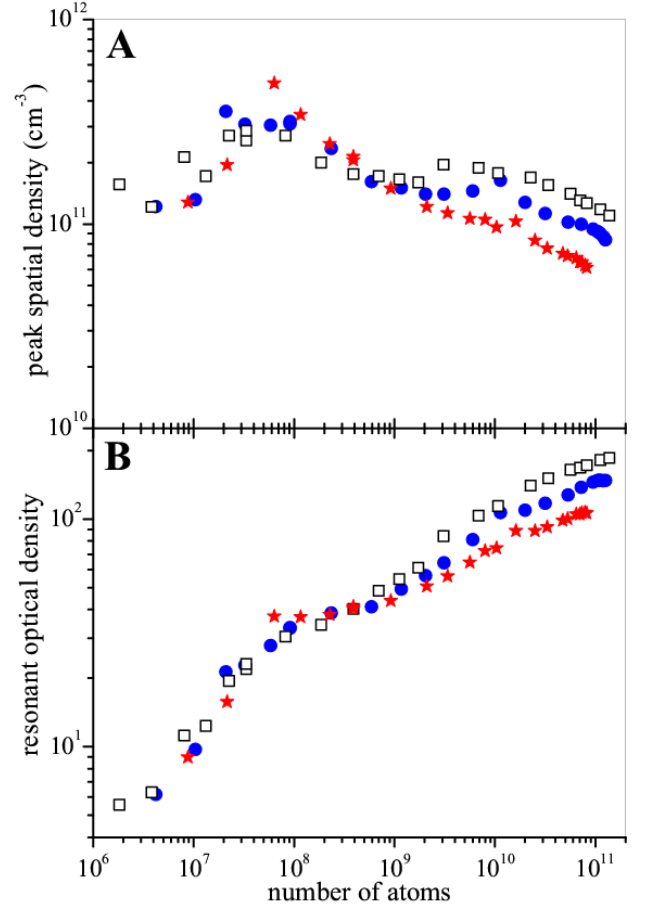 A
10¹²
10¹¹
10¹⁰
peak spatial density (cm⁻³)
B
10²
10¹
resonant optical density
10⁶ 10⁷ 10⁸ 10⁹ 10¹⁰ 10¹¹
number of atoms